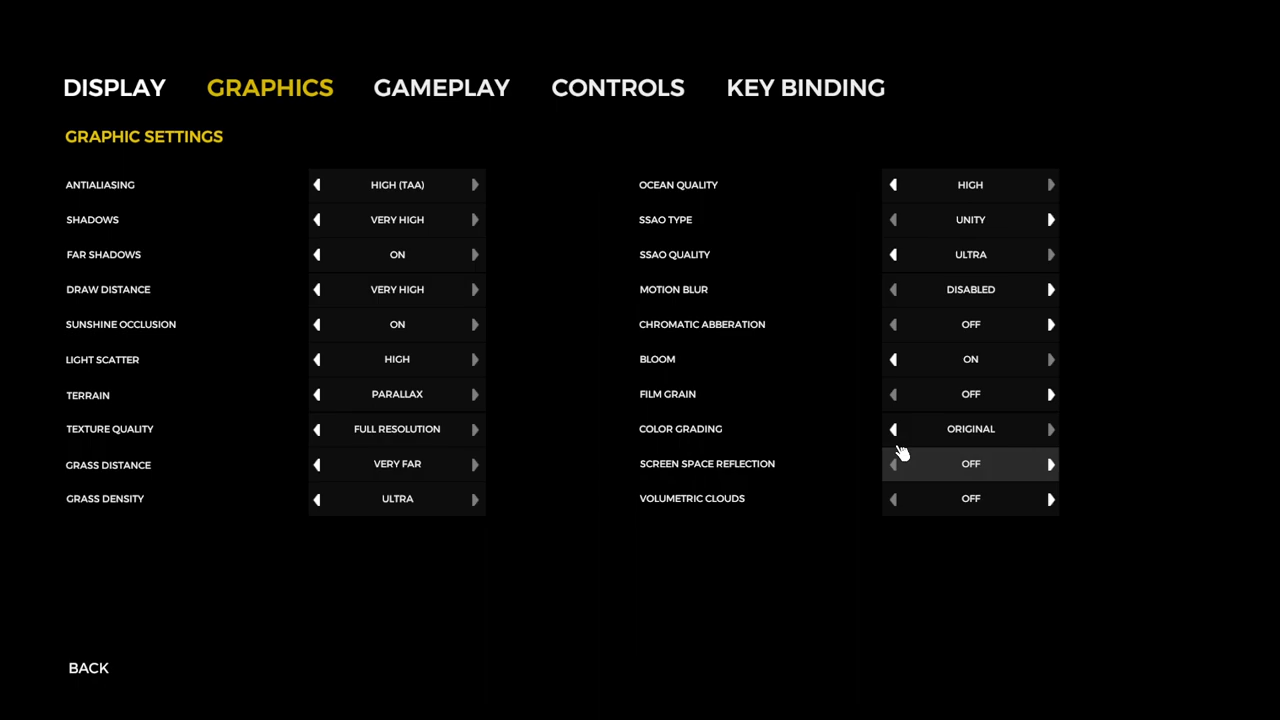 DISPLAY GRAPHICS GAMEPLAY CONTROLS KEY BINDING
GRAPHIC SETTINGS
ANTIALIASING HIGH (TAA)
SHADOWS VERY HIGH
FAR SHADOWS ON
DRAW DISTANCE VERY HIGH
SUNSHINE OCCLUSION ON
LIGHT SCATTER HIGH
TERRAIN PARALLAX
TEXTURE QUALITY FULL RESOLUTION
GRASS DISTANCE VERY FAR
GRASS DENSITY ULTRA
OCEAN QUALITY HIGH
SSAO TYPE UNITY
SSAO QUALITY ULTRA
MOTION BLUR DISABLED
CHROMATIC ABBERATION OFF
BLOOM ON
FILM GRAIN OFF
COLOR GRADING ORIGINAL
SCREEN SPACE REFLECTION OFF
VOLUMETRIC CLOUDS OFF
BACK